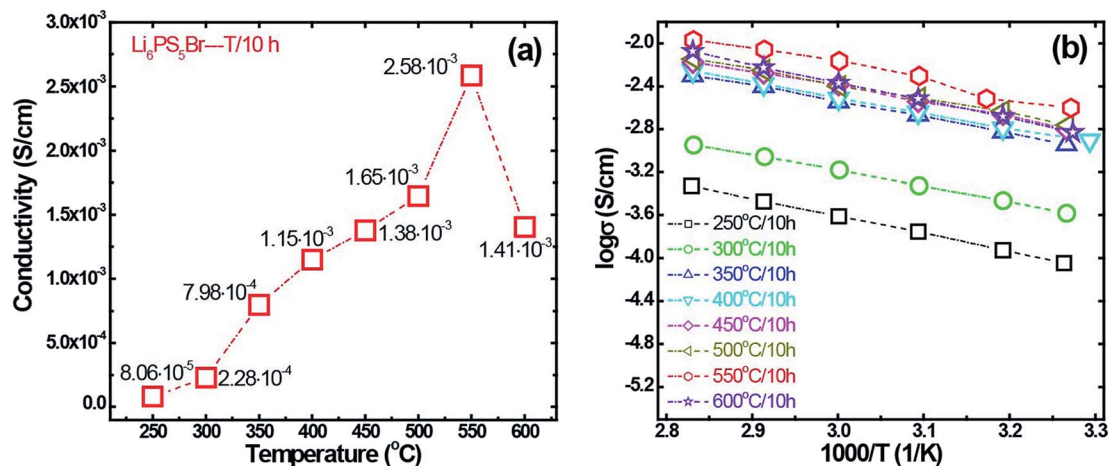 Li₆PS₅Br----T/10 h
(a)
3.0x10⁻³
2.5x10⁻³
2.0x10⁻³
1.5x10⁻³
1.0x10⁻³
5.0x10⁻⁴
0.0
Conductivity (S/cm)
2.58·10⁻³
1.65·10⁻³
1.15·10⁻³
1.38·10⁻³
1.41·10⁻³
7.98·10⁻⁴
8.06·10⁻⁵
2.28·10⁻⁴
250 300 350 400 450 500 550 600
Temperature (°C)
(b)
-2.0
-2.4
-2.8
-3.2
-3.6
-4.0
-4.4
-4.8
-5.2
logσ (S/cm)
250°C/10h
300°C/10h
350°C/10h
400°C/10h
450°C/10h
500°C/10h
550°C/10h
600°C/10h
2.8 2.9 3.0 3.1 3.2 3.3
1000/T (1/K)